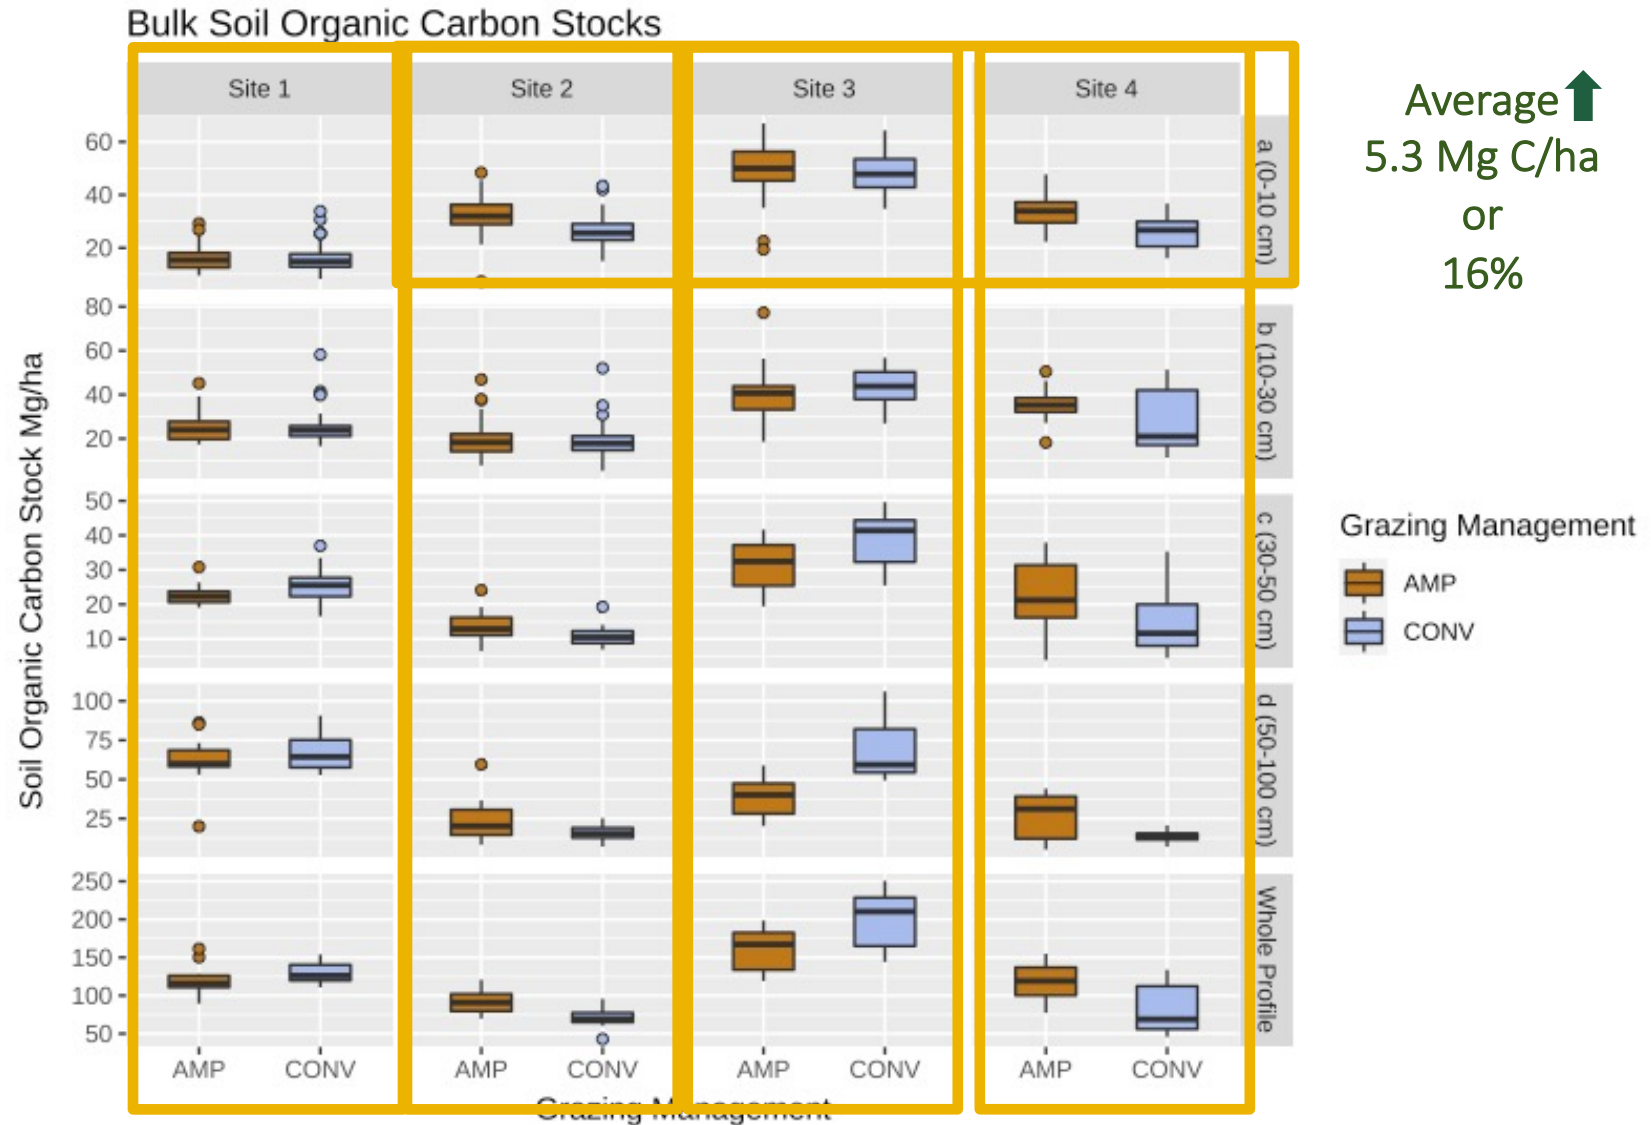 Bulk Soil Organic Carbon Stocks
Site 1
Site 2
Site 3
Site 4
Average
5.3 Mg C/ha
or
16%
Soil Organic Carbon Stock Mg/ha
60
40
20
a (0-10 cm)
80
60
40
20
b (10-30 cm)
50
40
30
20
10
c (30-50 cm)
100
75
50
25
d (50-100 cm)
250
200
150
100
50
Whole Profile
AMP
CONV
AMP
CONV
AMP
CONV
AMP
CONV
Grazing Management
Grazing Management
AMP
CONV